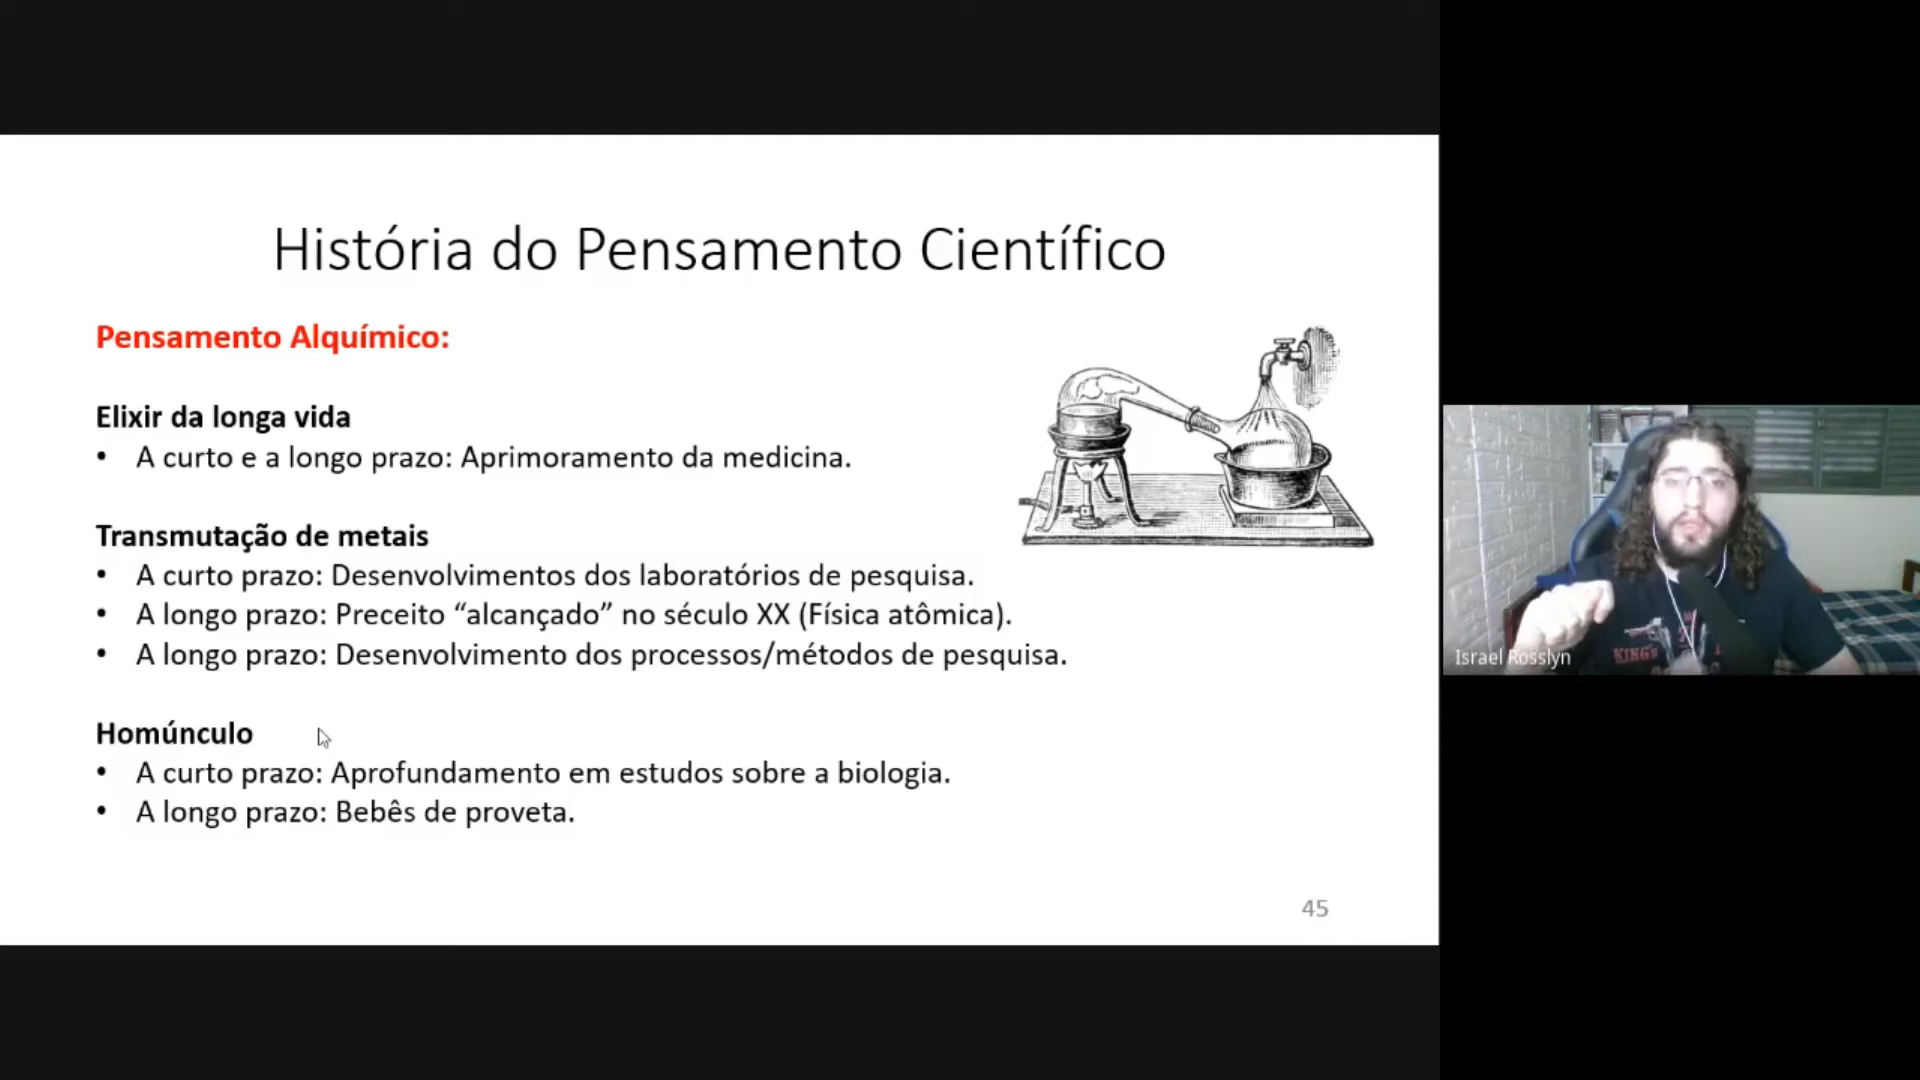 História do Pensamento Científico
Pensamento Alquímico:
Elixir da longa vida
• A curto e a longo prazo: Aprimoramento da medicina.
Transmutação de metais
• A curto prazo: Desenvolvimentos dos laboratórios de pesquisa.
• A longo prazo: Preceito “alcançado” no século XX (Física atômica).
• A longo prazo: Desenvolvimento dos processos/métodos de pesquisa.
Homúnculo
• A curto prazo: Aprofundamento em estudos sobre a biologia.
• A longo prazo: Bebês de proveta.
45
Israel Rosslyn
KING'S